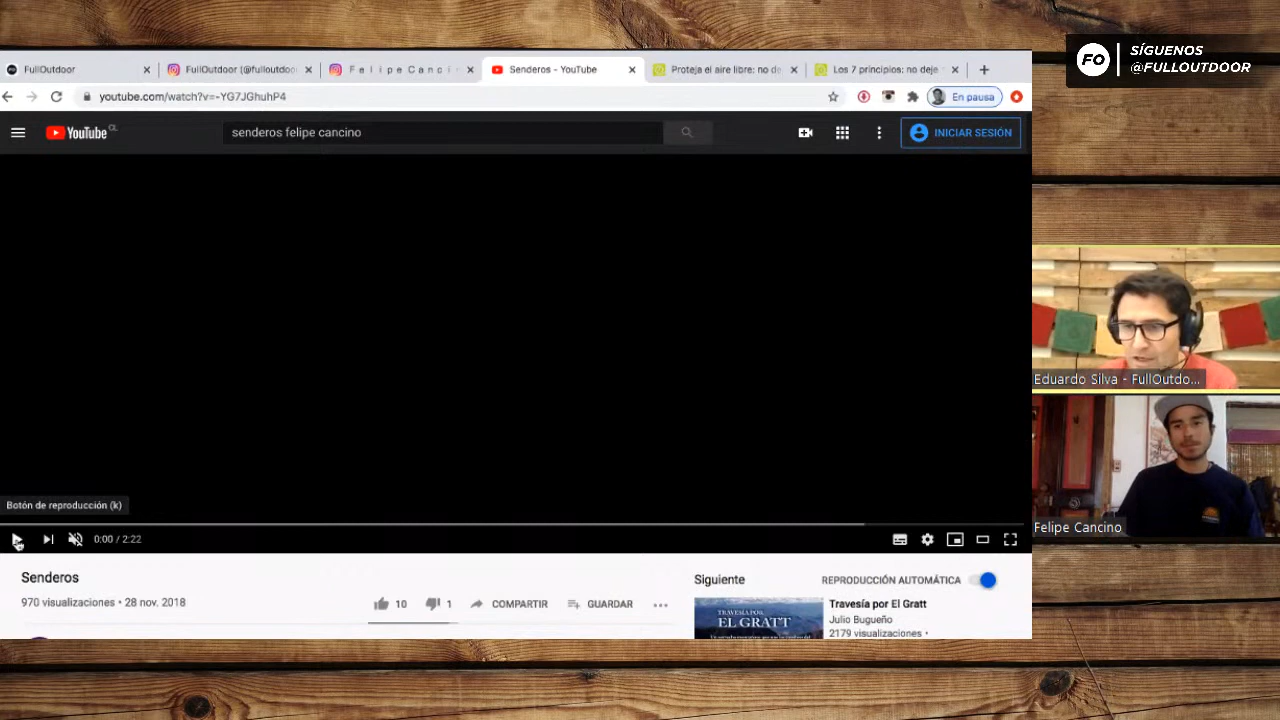 FO SÍGUENOS
@FULLOUTDOOR
FullOutdoor
FullOutdoor (@fulloutdoo
F e l i p e C a n c i
Senderos - YouTube
Proteja el aire libre: no de
Los 7 principios: no deje
youtube.com/watch?v=-YG7JGhuhP4
En pausa
YouTube CL
senderos felipe cancino
INICIAR SESIÓN
Eduardo Silva - FullOutdo...
Botón de reproducción (k)
Felipe Cancino
0:00 / 2:22
Senderos
970 visualizaciones • 28 nov. 2018
10
1
COMPARTIR
GUARDAR
Siguiente
REPRODUCCIÓN AUTOMÁTICA
TRAVESÍA POR
EL GRATT
Travesía por El Gratt
Julio Bugueño
2179 visualizaciones •